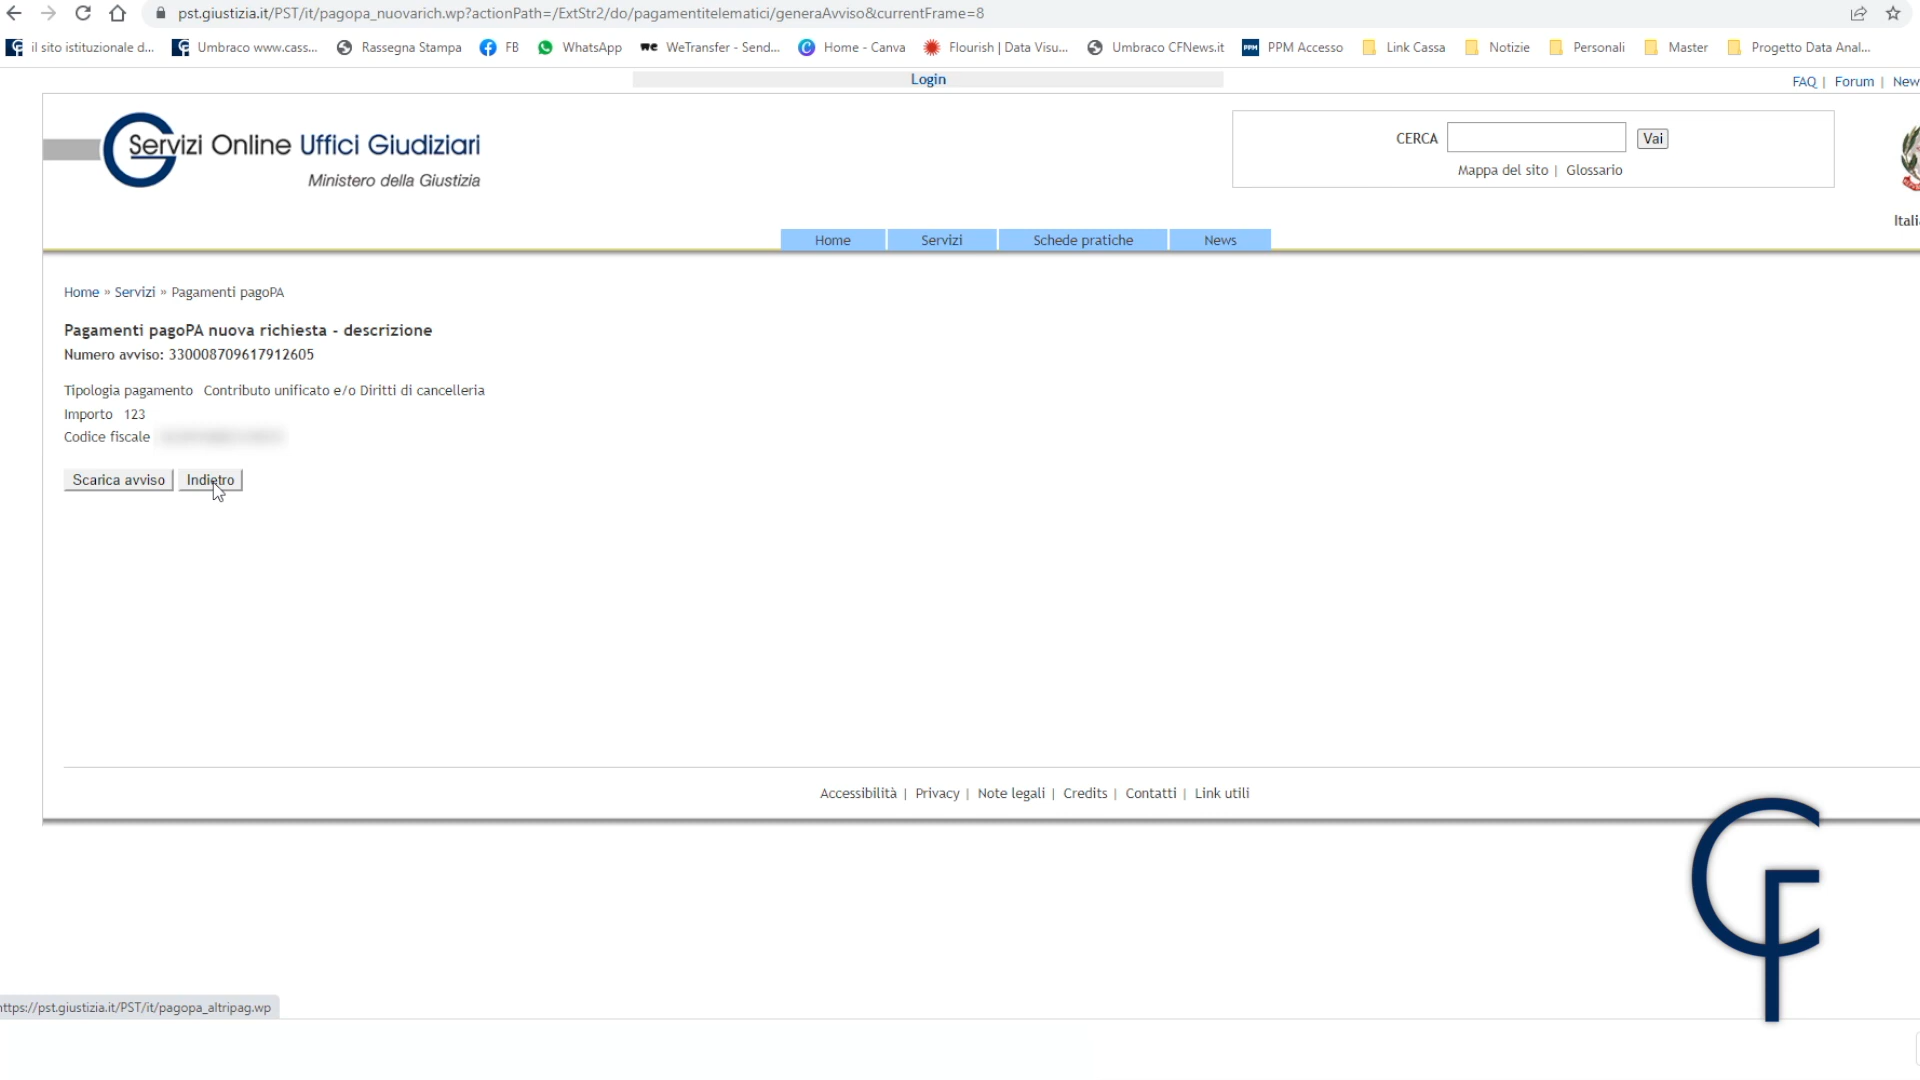 pst.giustizia.it/PST/it/pagopa_nuovarich.wp?actionPath=/ExtStr2/do/pagamentitelematici/generaAvviso&currentFrame=8
il sito istituzionale d... Umbraco www.cass... Rassegna Stampa FB WhatsApp WeTransfer - Send... Home - Canva Flourish | Data Visu... Umbraco CFNews.it PPM PPM Accesso Link Cassa Notizie Personali Master Progetto Data Anal...
Login
FAQ | Forum | New
Servizi Online Uffici Giudiziari
Ministero della Giustizia
CERCA Vai
Mappa del sito | Glossario
Itali
Home Servizi Schede pratiche News
Home » Servizi » Pagamenti pagoPA
Pagamenti pagoPA nuova richiesta - descrizione
Numero avviso: 330008709617912605
Tipologia pagamento Contributo unificato e/o Diritti di cancelleria
Importo 123
Codice fiscale
Scarica avviso Indietro
Accessibilità | Privacy | Note legali | Credits | Contatti | Link utili
CF
https://pst.giustizia.it/PST/it/pagopa_altripag.wp